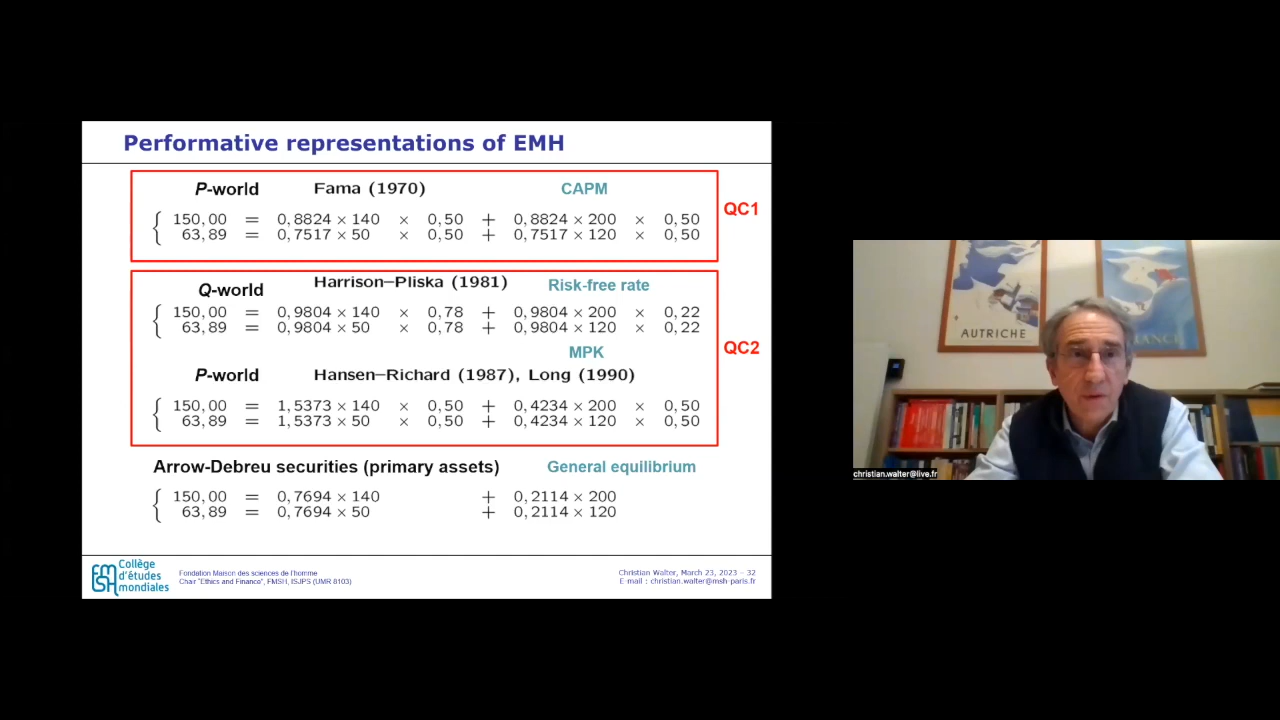 Performative representations of EMH
P-world Fama (1970) CAPM
QC1
150,00 = 0,8824 × 140 × 0,50 + 0,8824 × 200 × 0,50
63,89 = 0,7517 × 50 × 0,50 + 0,7517 × 120 × 0,50
Q-world Harrison–Pliska (1981) Risk-free rate
150,00 = 0,9804 × 140 × 0,78 + 0,9804 × 200 × 0,22
63,89 = 0,9804 × 50 × 0,78 + 0,9804 × 120 × 0,22
QC2
MPK
P-world Hansen–Richard (1987), Long (1990)
150,00 = 1,5373 × 140 × 0,50 + 0,4234 × 200 × 0,50
63,89 = 1,5373 × 50 × 0,50 + 0,4234 × 120 × 0,50
Arrow-Debreu securities (primary assets) General equilibrium
150,00 = 0,7694 × 140 + 0,2114 × 200
63,89 = 0,7694 × 50 + 0,2114 × 120
FMSH
Collège
d'études
mondiales
Fondation Maison des sciences de l'homme
Chair "Ethics and Finance", FMSH, ISJPS (UMR 8103)
Christian Walter, March 23, 2023 – 32
E-mail : christian.walter@msh-paris.fr
AUTRICHE
christian.walter@live.fr